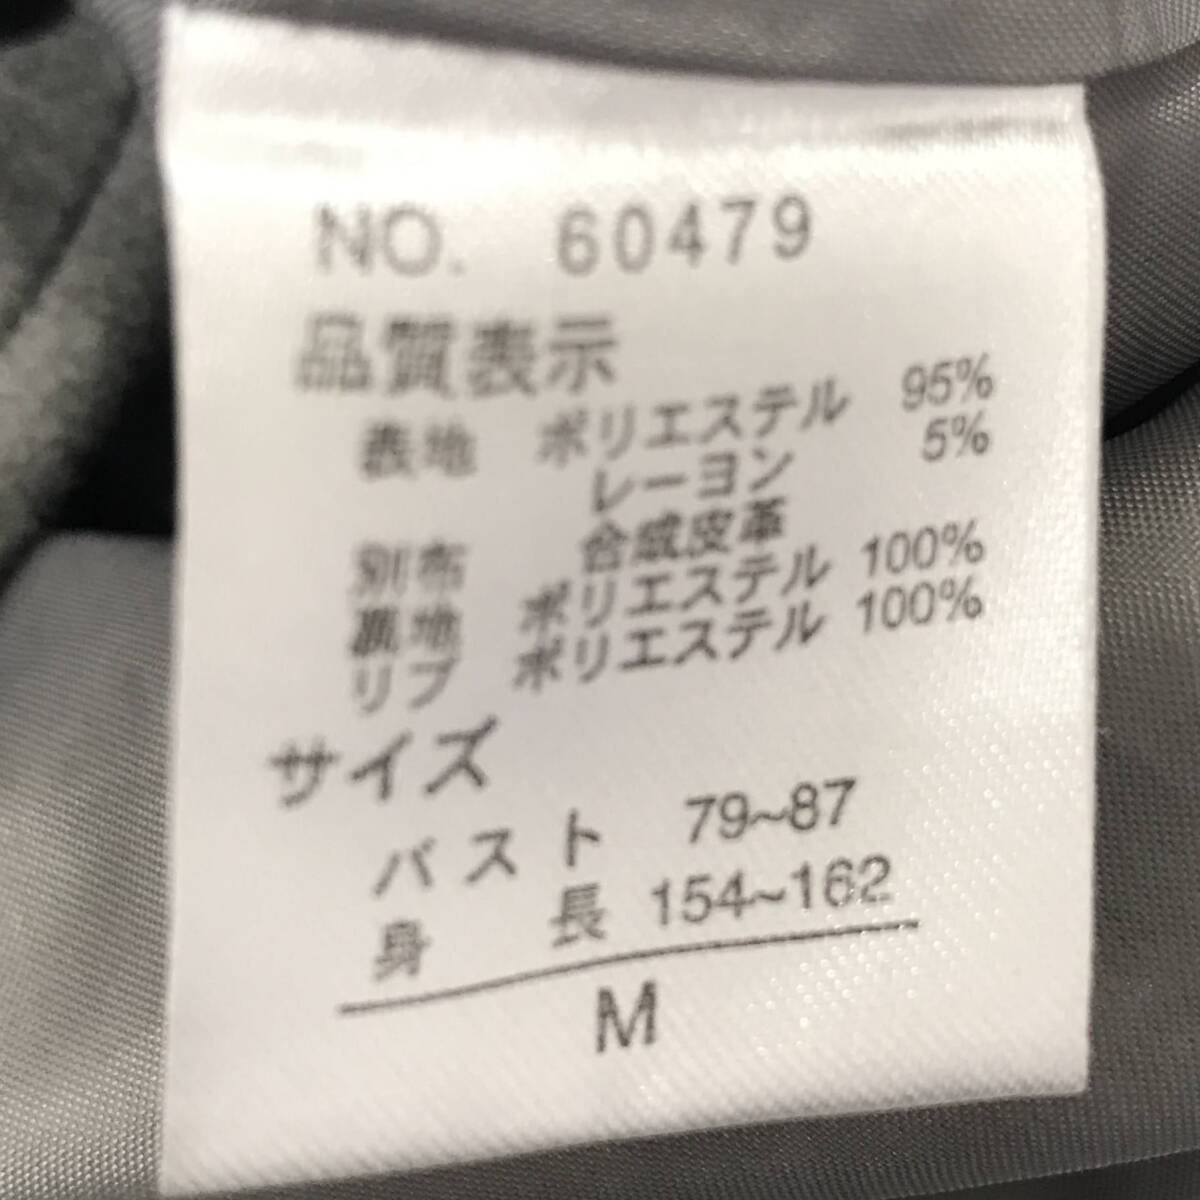 NO. 60479
品質表示
表地 ポリエステル 95%
レーヨン 5%
別布 合成皮革
裏地 ポリエステル 100%
リブ ポリエステル 100%
サイズ
バスト 79~87
身長 154~162
M